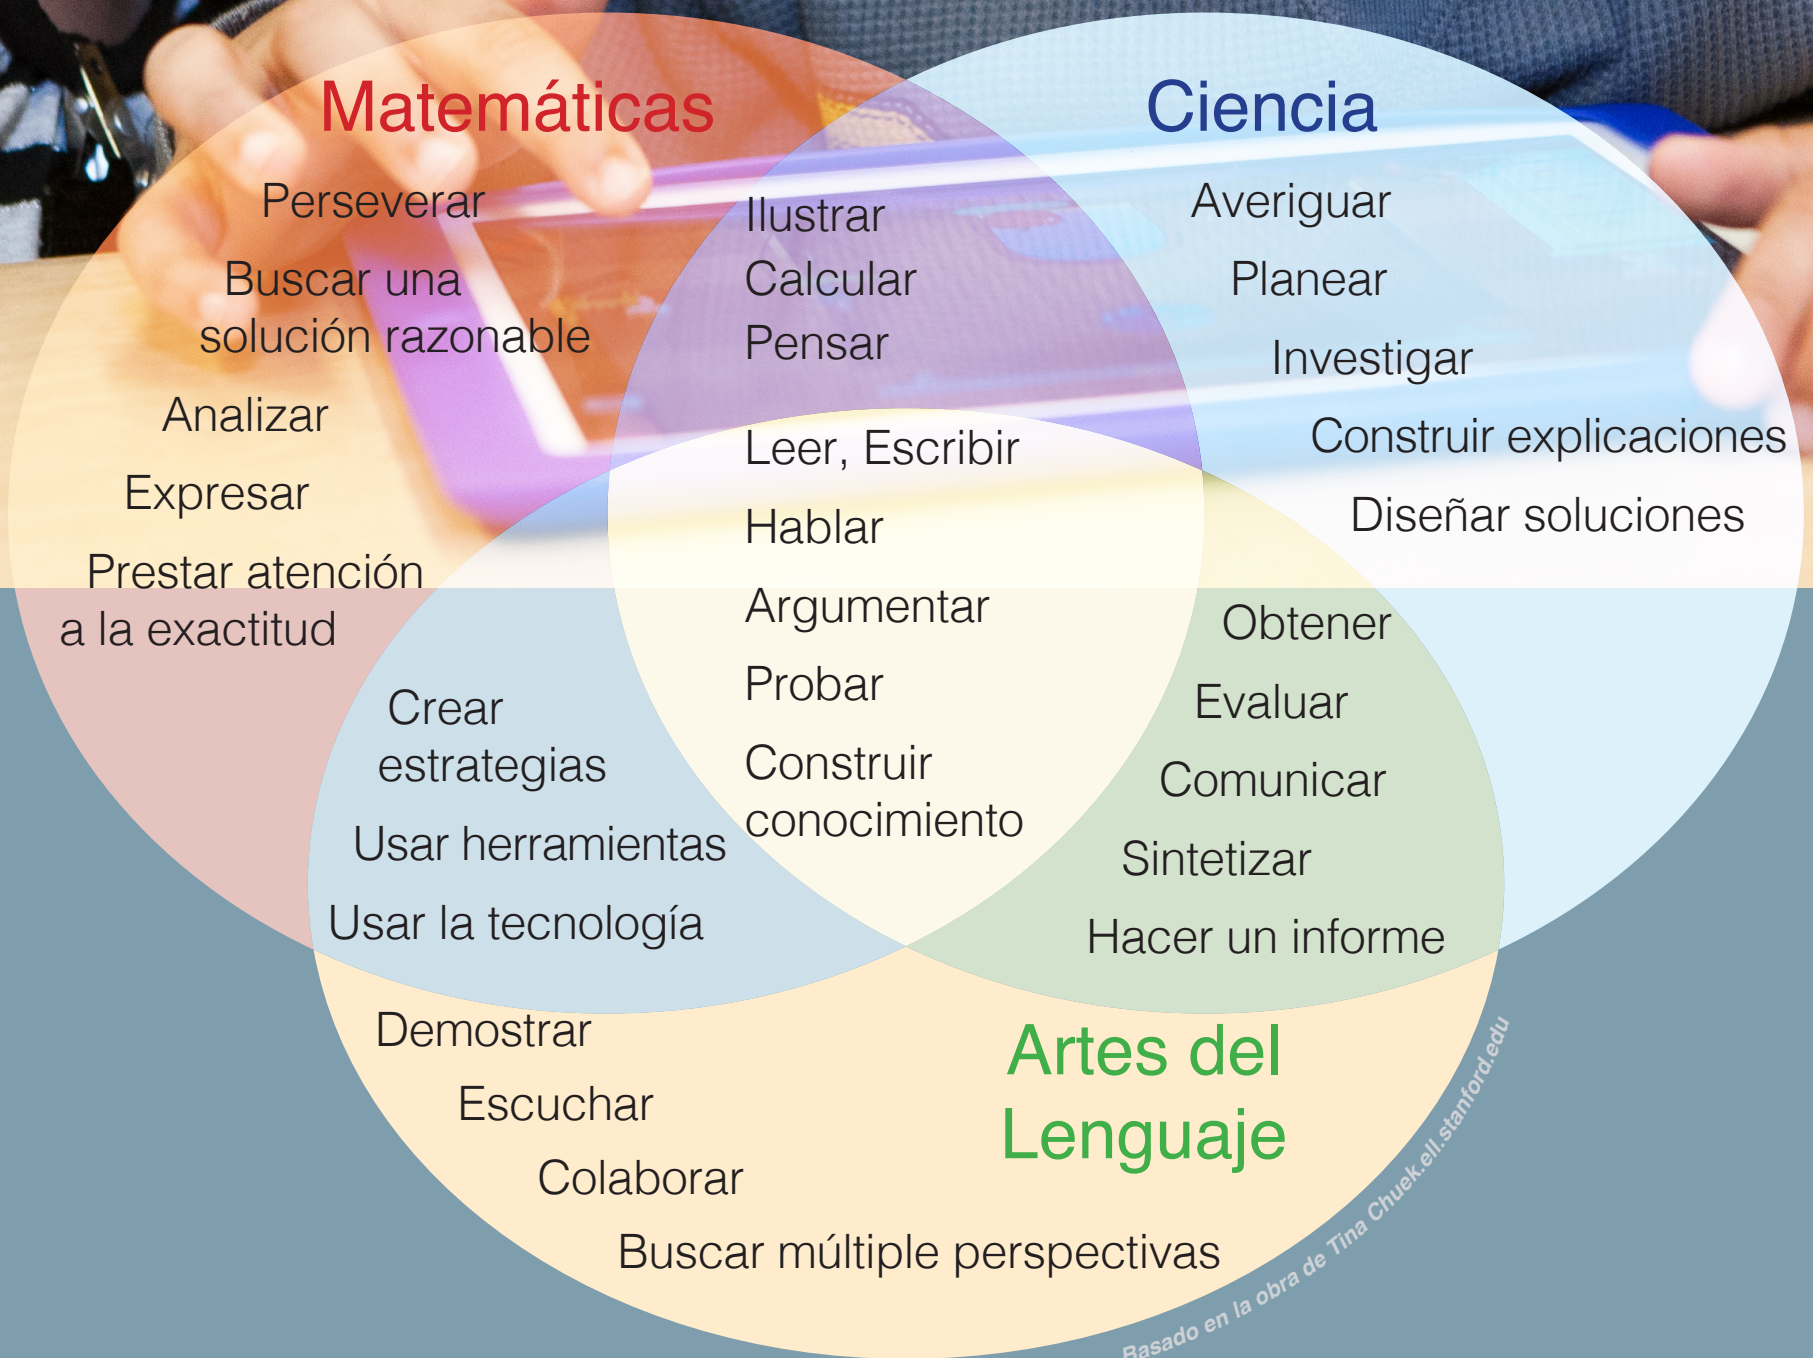 Matemáticas
Perseverar
Buscar una
solución razonable
Analizar
Expresar
Prestar atención
a la exactitud
Ilustrar
Calcular
Pensar
Ciencia
Averiguar
Planear
Investigar
Construir explicaciones
Diseñar soluciones
Leer, Escribir
Hablar
Argumentar
Probar
Construir
conocimiento
Crear
estrategias
Usar herramientas
Usar la tecnología
Obtener
Evaluar
Comunicar
Sintetizar
Hacer un informe
Demostrar
Escuchar
Colaborar
Buscar múltiple perspectivas
Artes del
Lenguaje
Basado en la obra de Tina Chuek.ell.stanford.edu